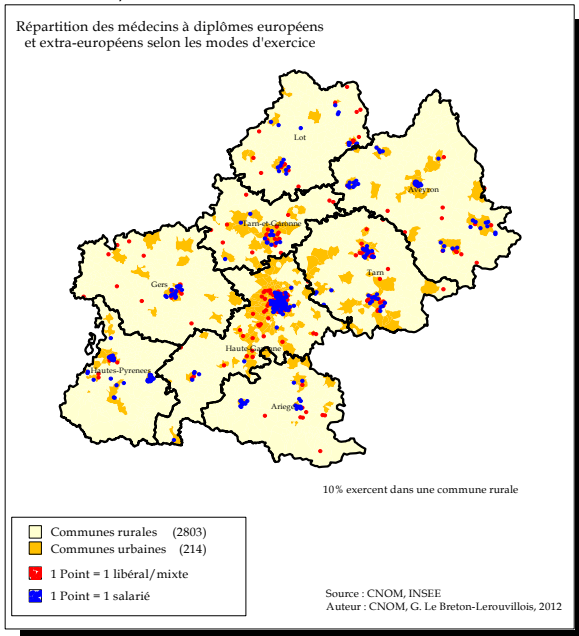 Répartition des médecins à diplômes européens
et extra-européens selon les modes d'exercice
Lot
Aveyron
Tarn-et-Garonne
Tarn
Gers
Haute-Garonne
Hautes-Pyrenees
Ariege
10% exercent dans une commune rurale
Communes rurales (2803)
Communes urbaines (214)
1 Point = 1 libéral/mixte
1 Point = 1 salarié
Source : CNOM, INSEE
Auteur : CNOM, G. Le Breton-Lerouvillois, 2012